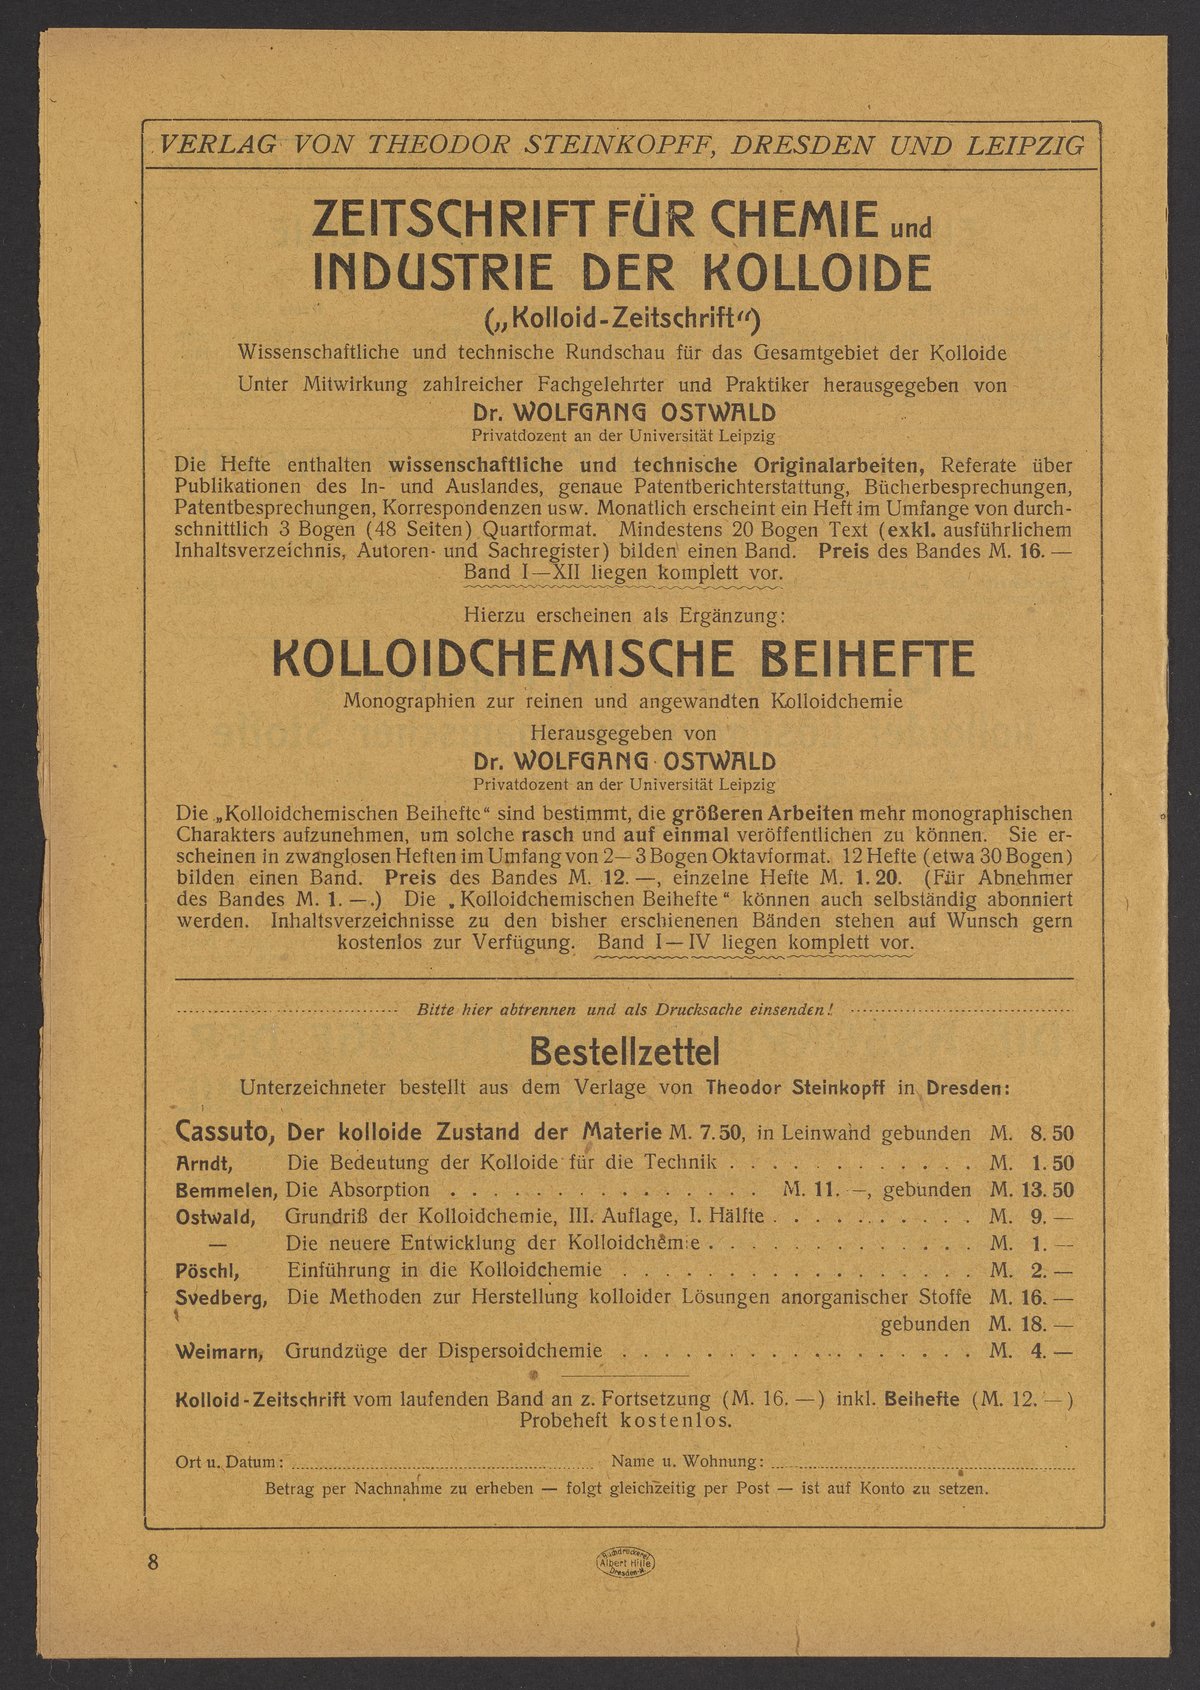 VERLAG VON THEODOR STEINKOPFF, DRESDEN UND LEIPZIG
ZEITSCHRIFT FÜR CHEMIE und
INDUSTRIE DER KOLLOIDE
(„Kolloid-Zeitschrift“)
Wissenschaftliche und technische Rundschau für das Gesamtgebiet der Kolloide
Unter Mitwirkung zahlreicher Fachgelehrter und Praktiker herausgegeben von
Dr. WOLFGANG OSTWALD
Privatdozent an der Universität Leipzig
Die Hefte enthalten wissenschaftliche und technische Originalarbeiten, Referate über
Publikationen des In- und Auslandes, genaue Patentberichterstattung, Bücherbesprechungen,
Patentbesprechungen, Korrespondenzen usw. Monatlich erscheint ein Heft im Umfange von durch-
schnittlich 3 Bogen (48 Seiten) Quartformat. Mindestens 20 Bogen Text (exkl. ausführlichem
Inhaltsverzeichnis, Autoren- und Sachregister) bilden einen Band. Preis des Bandes M. 16. —
Band I—XII liegen komplett vor.
Hierzu erscheinen als Ergänzung:
KOLLOIDCHEMISCHE BEIHEFTE
Monographien zur reinen und angewandten Kolloidchemie
Herausgegeben von
Dr. WOLFGANG OSTWALD
Privatdozent an der Universität Leipzig
Die „Kolloidchemischen Beihefte“ sind bestimmt, die größeren Arbeiten mehr monographischen
Charakters aufzunehmen, um solche rasch und auf einmal veröffentlichen zu können. Sie er-
scheinen in zwanglosen Heften im Umfang von 2—3 Bogen Oktavformat. 12 Hefte (etwa 30 Bogen)
bilden einen Band. Preis des Bandes M. 12. —, einzelne Hefte M. 1. 20. (Für Abnehmer
des Bandes M. 1. —.) Die „Kolloidchemischen Beihefte“ können auch selbständig abonniert
werden. Inhaltsverzeichnisse zu den bisher erschienenen Bänden stehen auf Wunsch gern
kostenlos zur Verfügung. Band I—IV liegen komplett vor.
Bitte hier abtrennen und als Drucksache einsenden!
Bestellzettel
Unterzeichneter bestellt aus dem Verlage von Theodor Steinkopff in Dresden:
Cassuto, Der kolloide Zustand der Materie M. 7.50, in Leinwand gebunden M. 8. 50
Arndt, Die Bedeutung der Kolloide für die Technik . . . . . . . . . . . . M. 1. 50
Bemmelen, Die Absorption . . . . . . . . . . . . . . . M. 11. —, gebunden M. 13. 50
Ostwald, Grundriß der Kolloidchemie, III. Auflage, I. Hälfte . . . . . . . . . . M. 9. —
— Die neuere Entwicklung der Kolloidchemie . . . . . . . . . . . . . M. 1. —
Pöschl, Einführung in die Kolloidchemie . . . . . . . . . . . . . . . . . M. 2. —
Svedberg, Die Methoden zur Herstellung kolloider Lösungen anorganischer Stoffe M. 16. —
gebunden M. 18. —
Weimarn, Grundzüge der Dispersoidchemie . . . . . . . . . . . . . . . . . M. 4. —
Kolloid-Zeitschrift vom laufenden Band an z. Fortsetzung (M. 16. —) inkl. Beihefte (M. 12. —)
Probeheft kostenlos.
Ort u. Datum: Name u. Wohnung:
Betrag per Nachnahme zu erheben — folgt gleichzeitig per Post — ist auf Konto zu setzen.
8
Buchdruckerei
Albert Hille
Dresden-N.